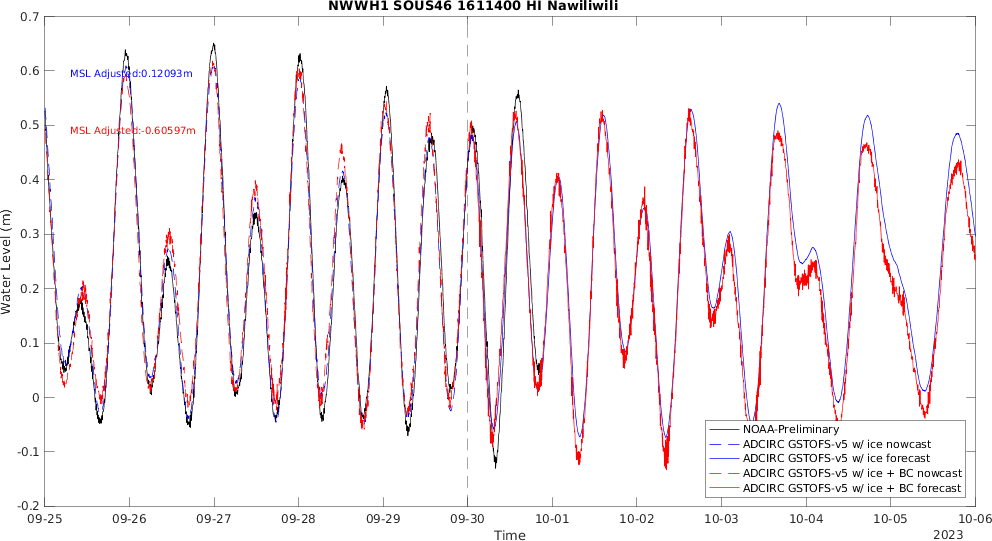 NWWH1 SOUS46 1611400 HI Nawiliwili
0.7
0.6
0.5
0.4
0.3
0.2
0.1
0
-0.1
-0.2
Water Level (m)
MSL Adjusted:0.12093m
MSL Adjusted:-0.60597m
NOAA-Preliminary
ADCIRC GSTOFS-v5 w/ ice nowcast
ADCIRC GSTOFS-v5 w/ ice forecast
ADCIRC GSTOFS-v5 w/ ice + BC nowcast
ADCIRC GSTOFS-v5 w/ ice + BC forecast
09-25 09-26 09-27 09-28 09-29 09-30 10-01 10-02 10-03 10-04 10-05 10-06
Time
2023